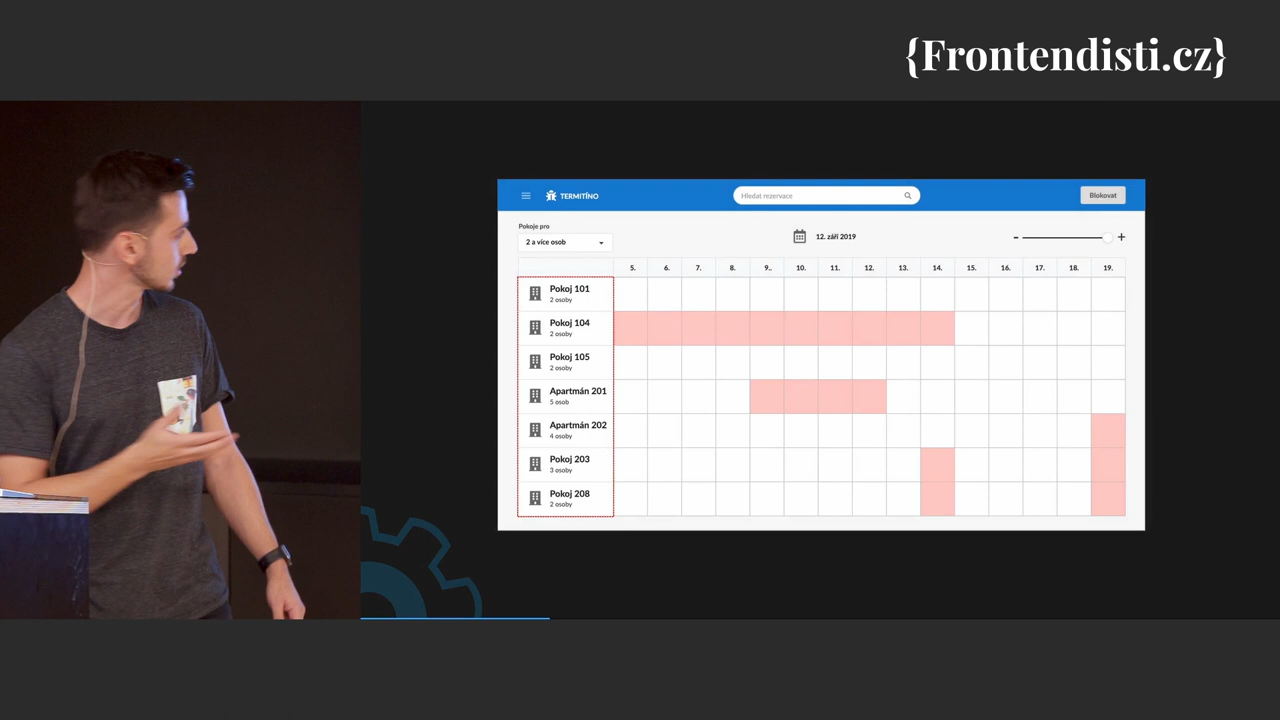 {Frontendisti.cz}
TERMITÍNO
Hledat rezervace
Blokovat
Pokoje pro
2 a více osob
12. září 2019
- +
5. 6. 7. 8. 9.. 10. 11. 12. 13. 14. 15. 16. 17. 18. 19.
Pokoj 101
2 osoby
Pokoj 104
2 osoby
Pokoj 105
2 osoby
Apartmán 201
5 osob
Apartmán 202
4 osoby
Pokoj 203
3 osoby
Pokoj 208
2 osoby